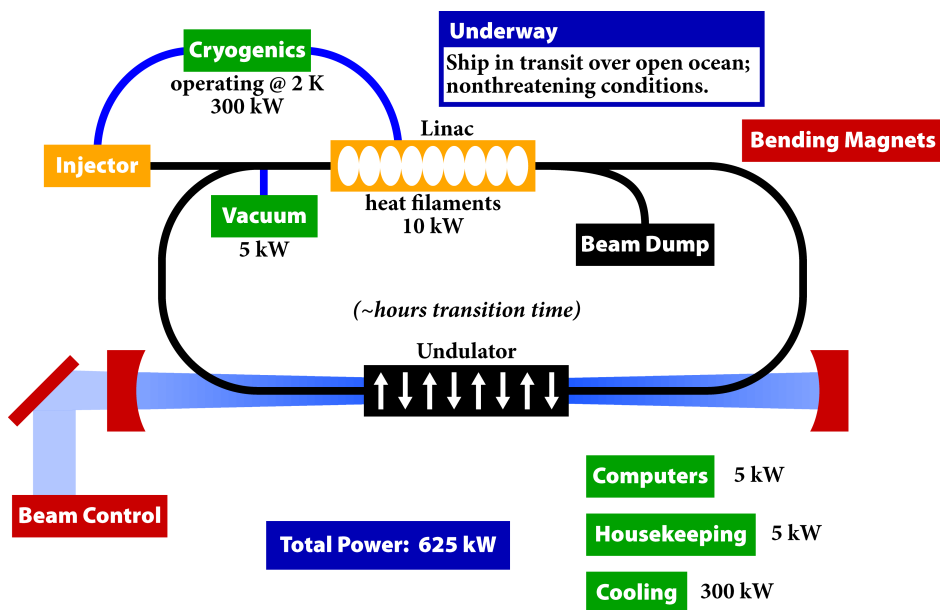 Underway
Ship in transit over open ocean;
nonthreatening conditions.
Cryogenics
operating @ 2 K
300 kW
Linac
Bending Magnets
Injector
heat filaments
10 kW
Vacuum
5 kW
Beam Dump
(~hours transition time)
Undulator
Computers 5 kW
Beam Control
Housekeeping 5 kW
Total Power: 625 kW
Cooling 300 kW